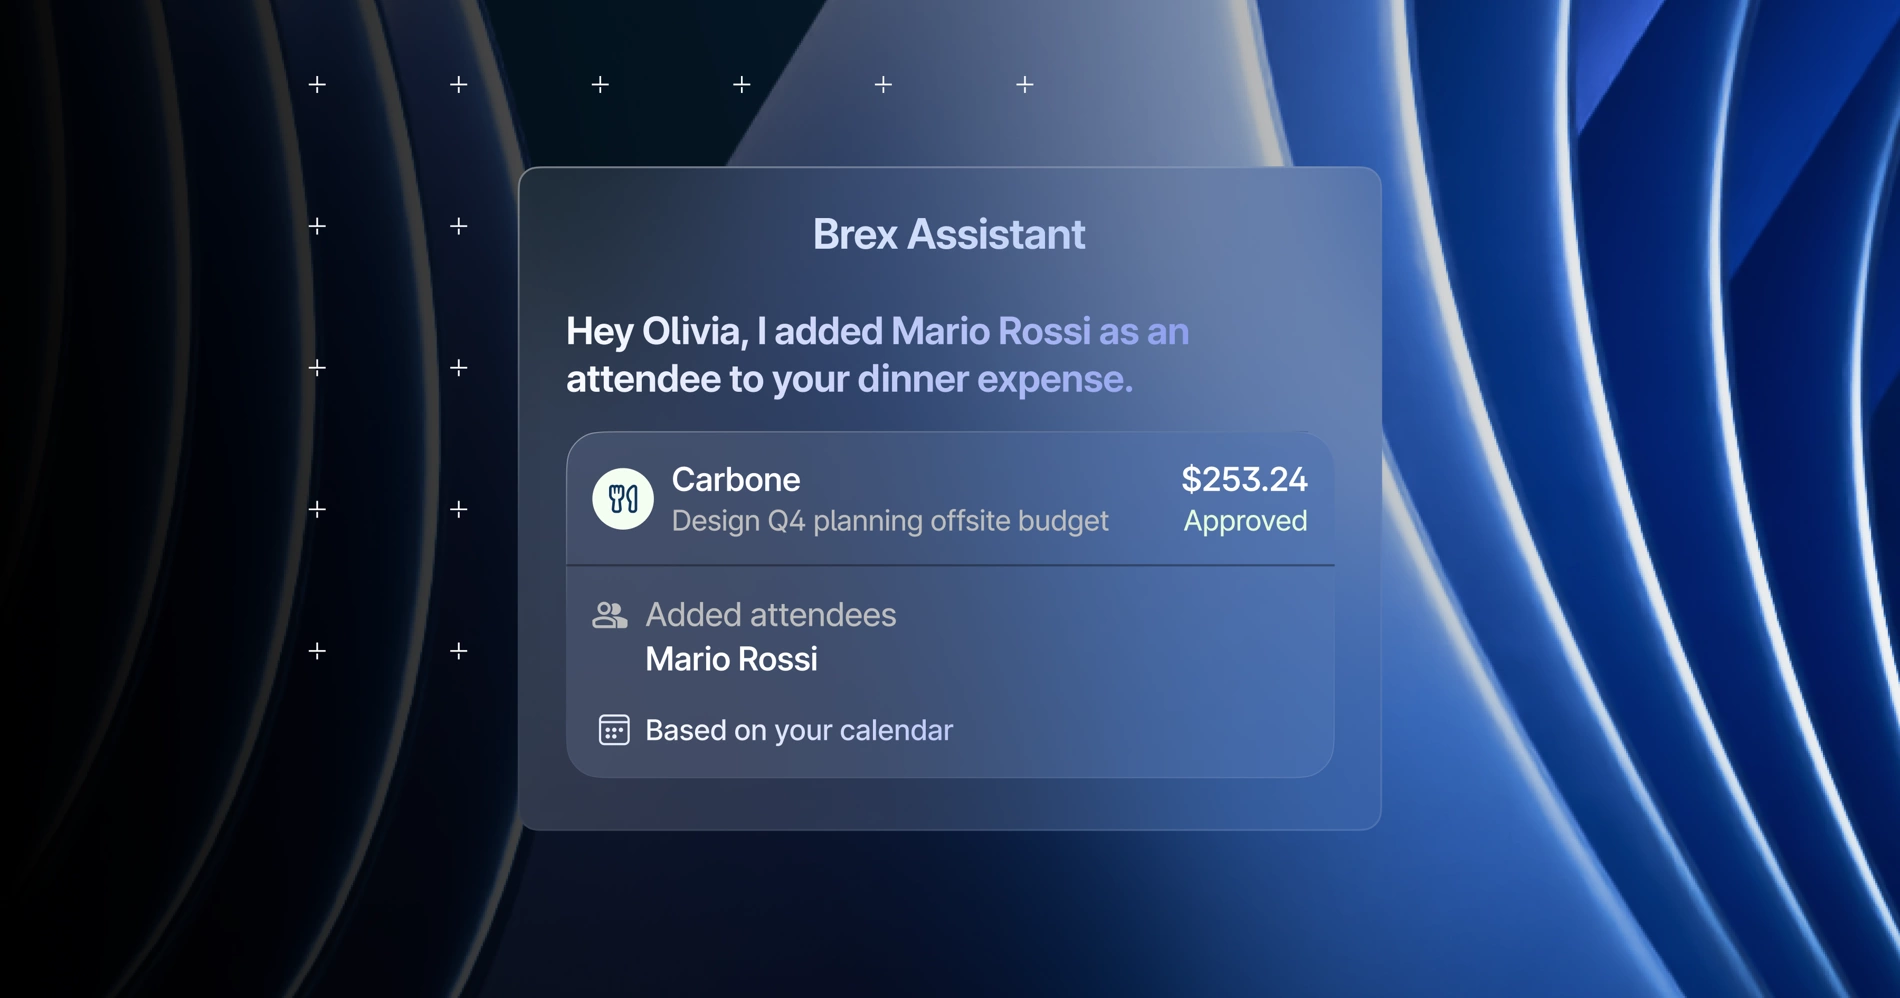 Brex Assistant
Hey Olivia, I added Mario Rossi as an
attendee to your dinner expense.
Carbone
$253.24
Design Q4 planning offsite budget
Approved
Added attendees
Mario Rossi
Based on your calendar